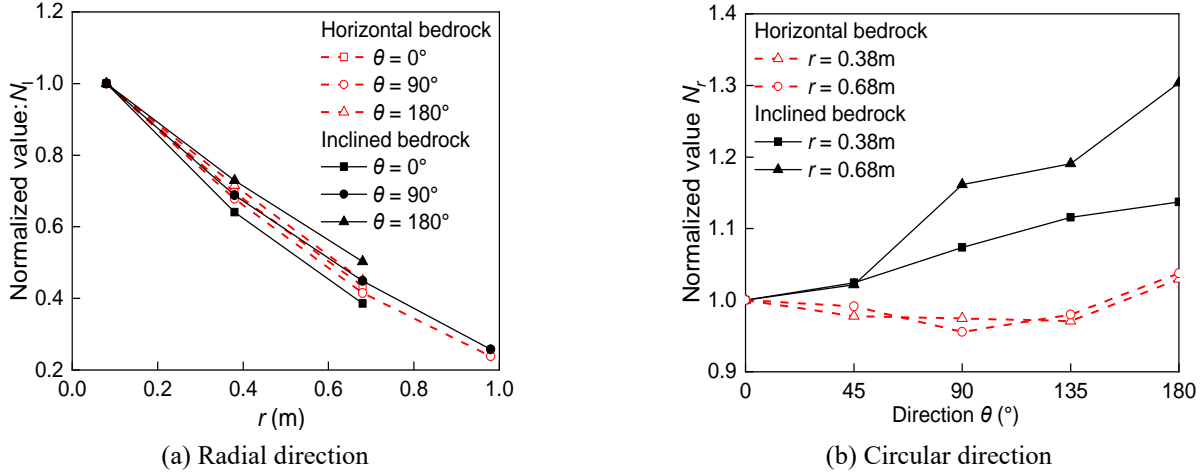 1.2
1.0
0.8
0.6
0.4
0.2
Normalized value: N_l
Horizontal bedrock
θ = 0°
θ = 90°
θ = 180°
Inclined bedrock
θ = 0°
θ = 90°
θ = 180°
0.0 0.2 0.4 0.6 0.8 1.0
r (m)
(a) Radial direction
1.4
1.3
1.2
1.1
1.0
0.9
Normalized value N_r
Horizontal bedrock
r = 0.38m
r = 0.68m
Inclined bedrock
r = 0.38m
r = 0.68m
0 45 90 135 180
Direction θ (°)
(b) Circular direction